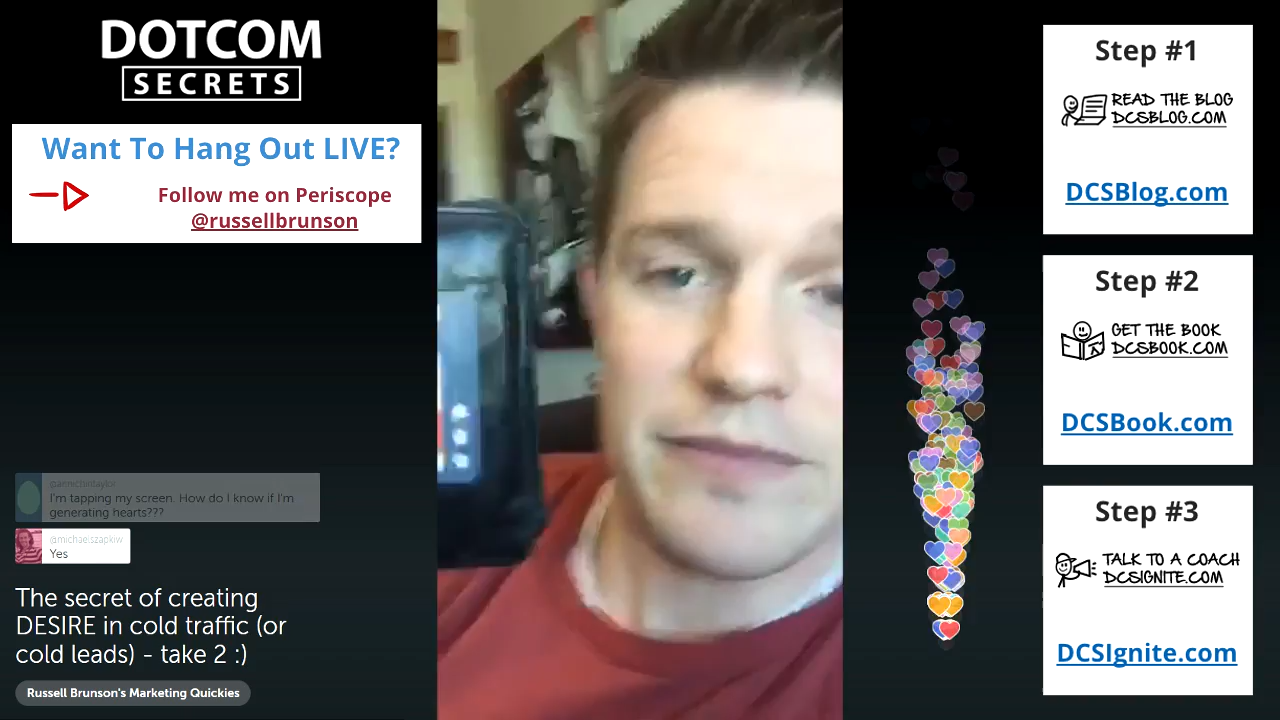 DOTCOM
SECRETS
Want To Hang Out LIVE?
Follow me on Periscope
@russellbrunson
I'm tapping my screen. How do I know if I'm
generating hearts???
@michaelszapkiw
Yes
The secret of creating
DESIRE in cold traffic (or
cold leads) - take 2 :)
Russell Brunson's Marketing Quickies
Step #1
READ THE BLOG
DCSBLOG.COM
DCSBlog.com
Step #2
GET THE BOOK
DCSBOOK.COM
DCSBook.com
Step #3
TALK TO A COACH
DCSIGNITE.COM
DCSIgnite.com